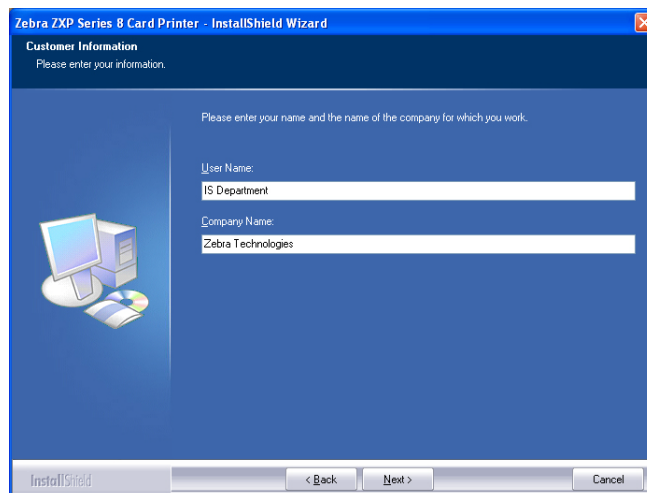 Zebra ZXP Series 8 Card Printer - InstallShield Wizard
Customer Information
Please enter your information.
Please enter your name and the name of the company for which you work.
User Name:
IS Department
Company Name:
Zebra Technologies
InstallShield
< Back
Next >
Cancel